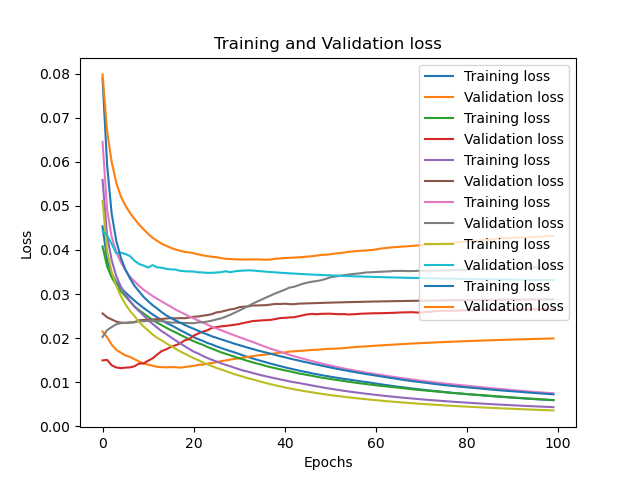 Training and Validation loss
Loss
0.08
0.07
0.06
0.05
0.04
0.03
0.02
0.01
0.00
0
20
40
60
80
100
Epochs
Training loss
Validation loss
Training loss
Validation loss
Training loss
Validation loss
Training loss
Validation loss
Training loss
Validation loss
Training loss
Validation loss